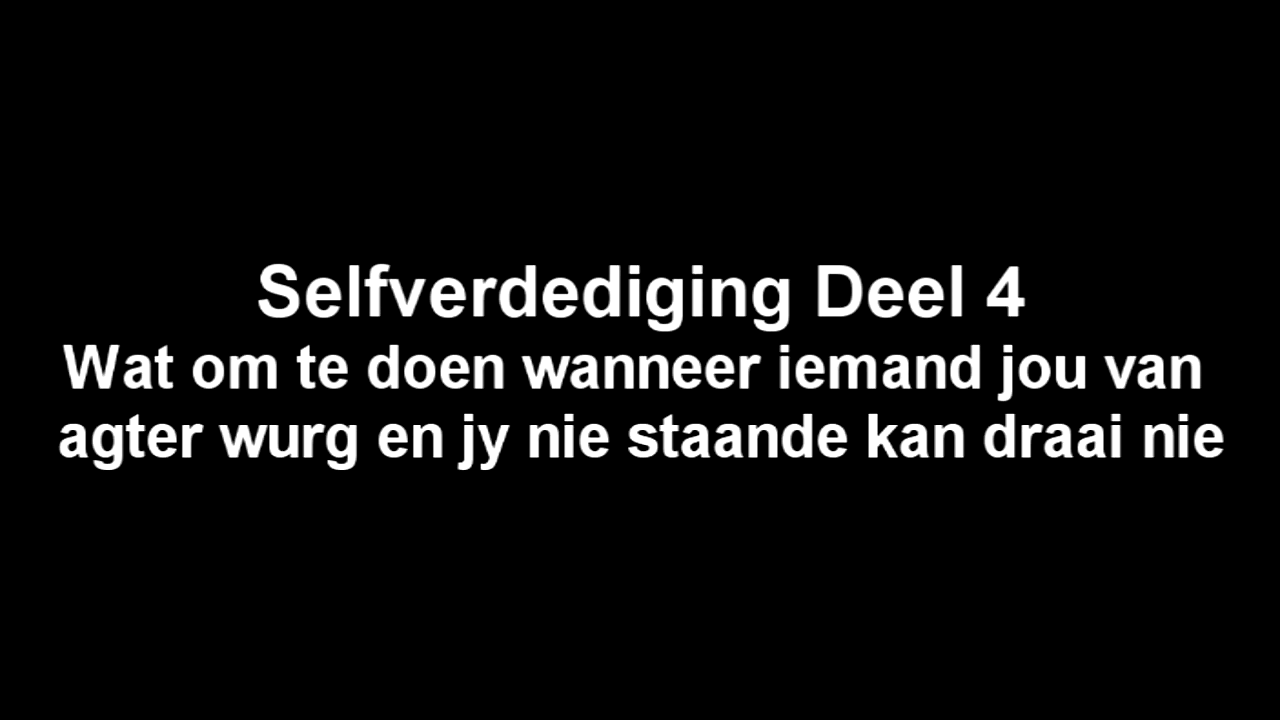 Selfverdediging Deel 4
Wat om te doen wanneer iemand jou van
agter wurg en jy nie staande kan draai nie